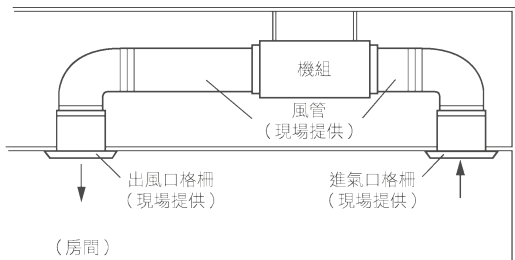 機組
風管
（現場提供）
出風口格柵
（現場提供）
進氣口格柵
（現場提供）
（房間）